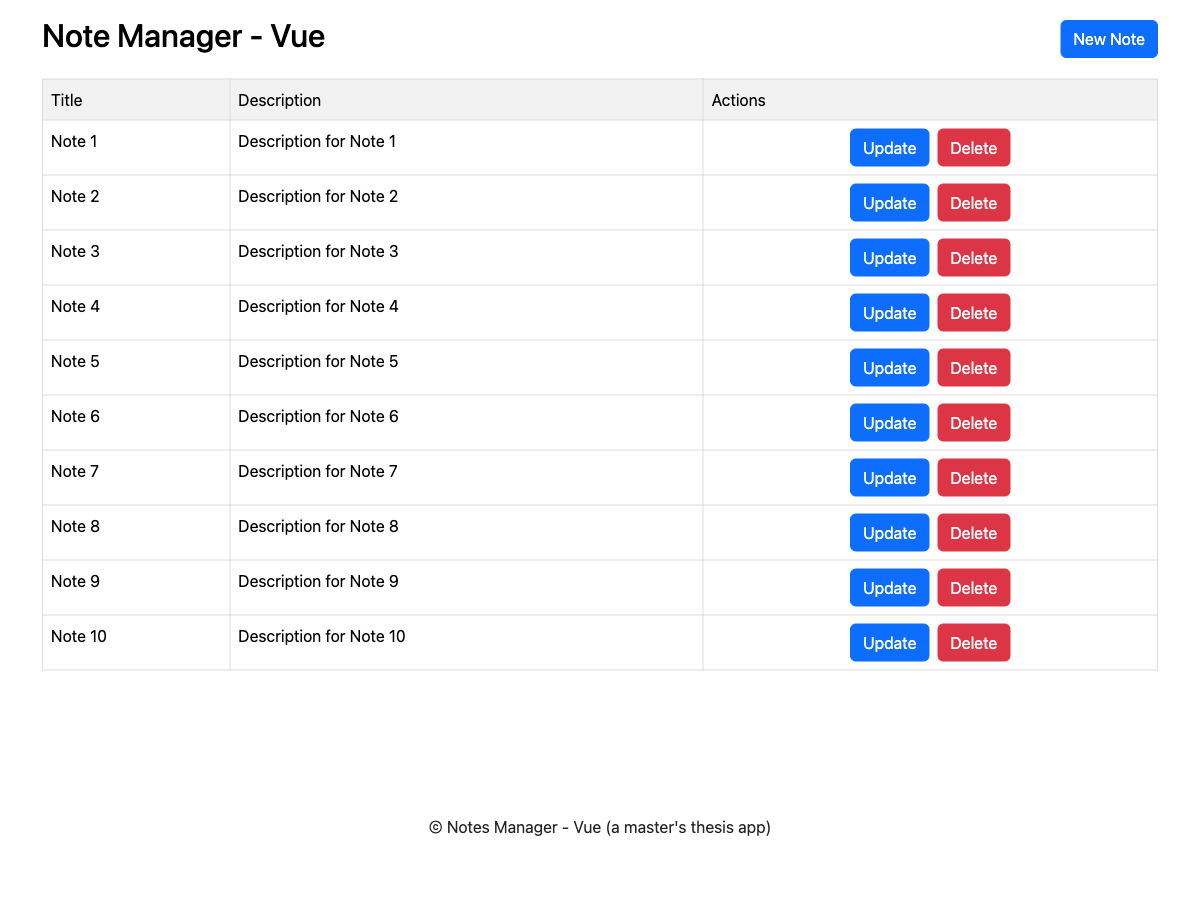 Note Manager - Vue New Note
Title Description Actions
Note 1 Description for Note 1 Update Delete
Note 2 Description for Note 2 Update Delete
Note 3 Description for Note 3 Update Delete
Note 4 Description for Note 4 Update Delete
Note 5 Description for Note 5 Update Delete
Note 6 Description for Note 6 Update Delete
Note 7 Description for Note 7 Update Delete
Note 8 Description for Note 8 Update Delete
Note 9 Description for Note 9 Update Delete
Note 10 Description for Note 10 Update Delete
© Notes Manager - Vue (a master's thesis app)